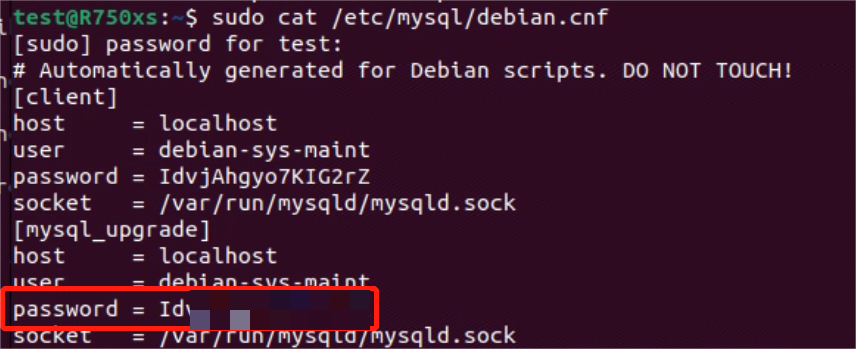 test@R750xs:~$ sudo cat /etc/mysql/debian.cnf
[sudo] password for test:
# Automatically generated for Debian scripts. DO NOT TOUCH!
[client]
host     = localhost
user     = debian-sys-maint
password = IdvjAhgyo7KIG2rZ
socket   = /var/run/mysqld/mysqld.sock
[mysql_upgrade]
host     = localhost
user     = debian-sys-maint
password = Idv
socket   = /var/run/mysqld/mysqld.sock